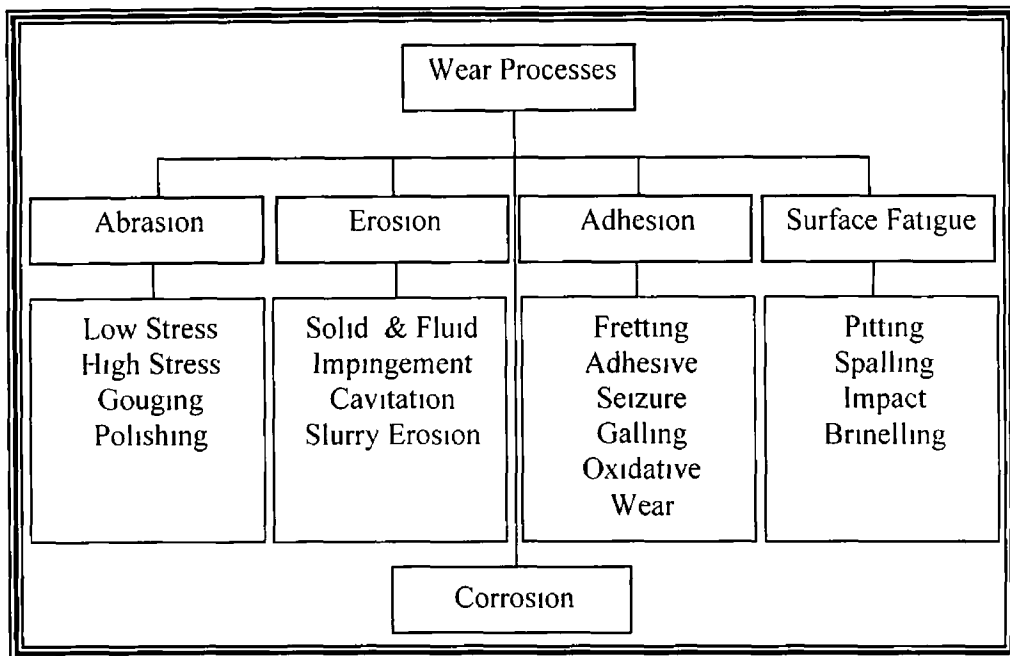 Wear Processes
Abrasion
Erosion
Adhesion
Surface Fatigue
Low Stress
High Stress
Gouging
Polishing
Solid & Fluid
Impingement
Cavitation
Slurry Erosion
Fretting
Adhesive
Seizure
Galling
Oxidative
Wear
Pitting
Spalling
Impact
Brinelling
Corrosion